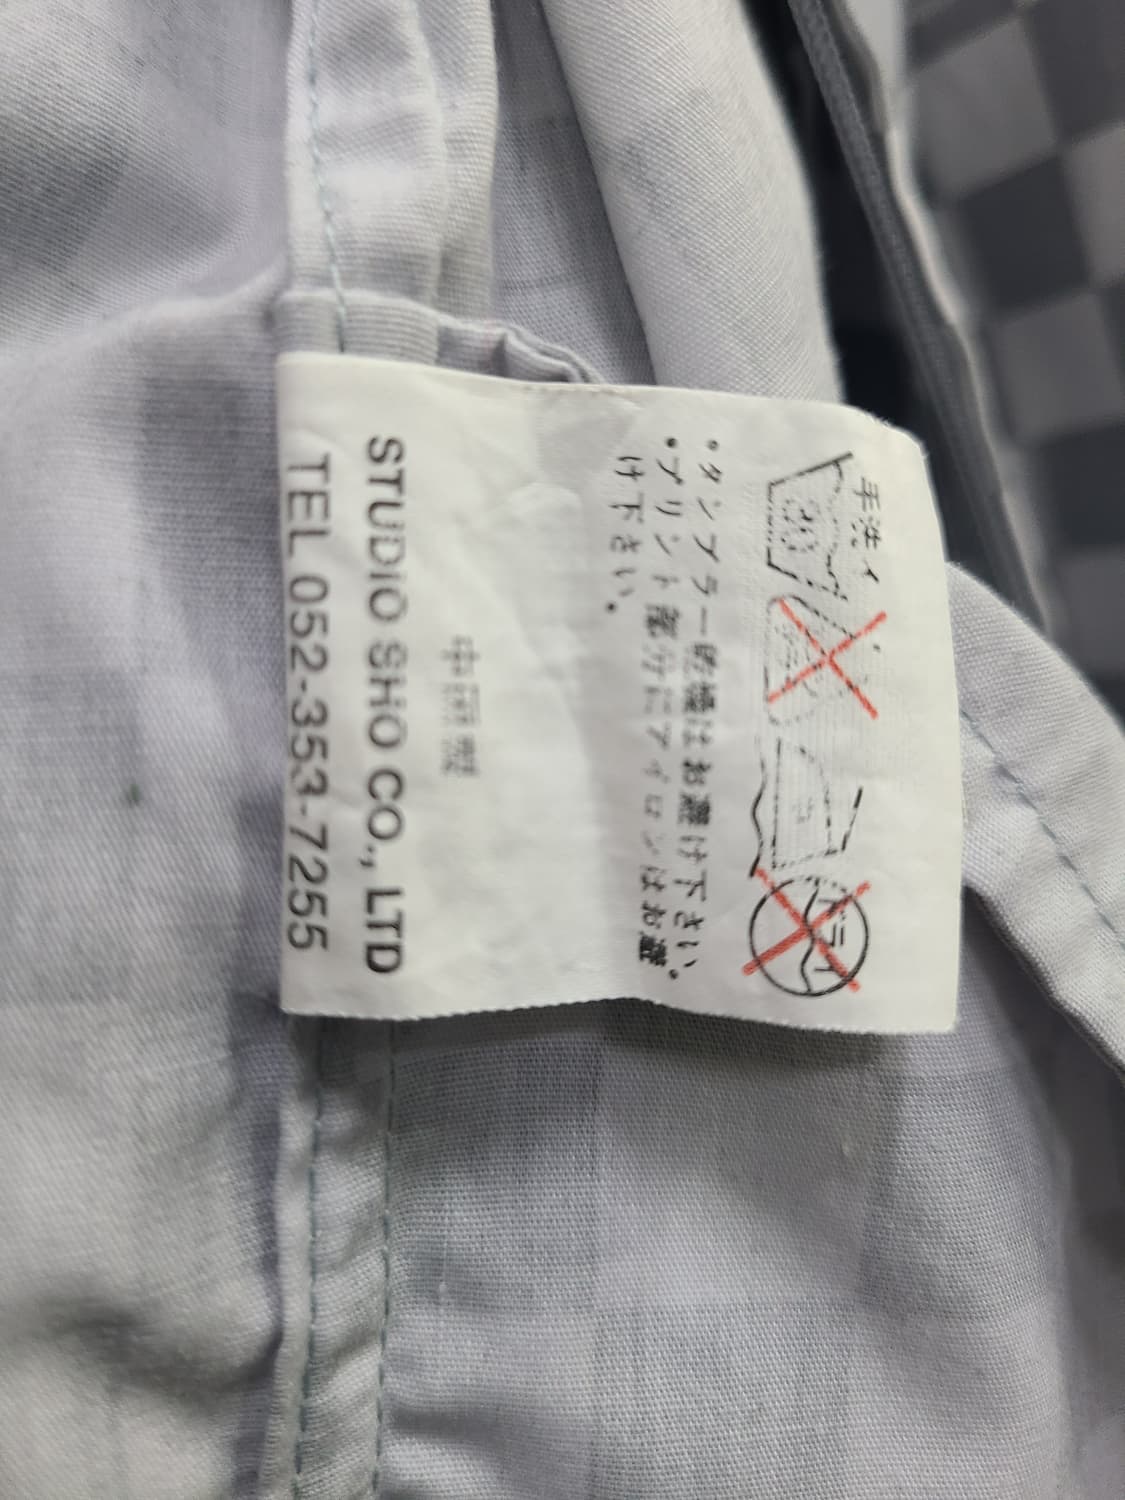 手洗イ
中
ドライ
・タンブラー乾燥はお避け下さい。
・プリント部分にアイロンはお避
け下さい。
中国製
STUDIO SHO CO., LTD
TEL 052-353-7255